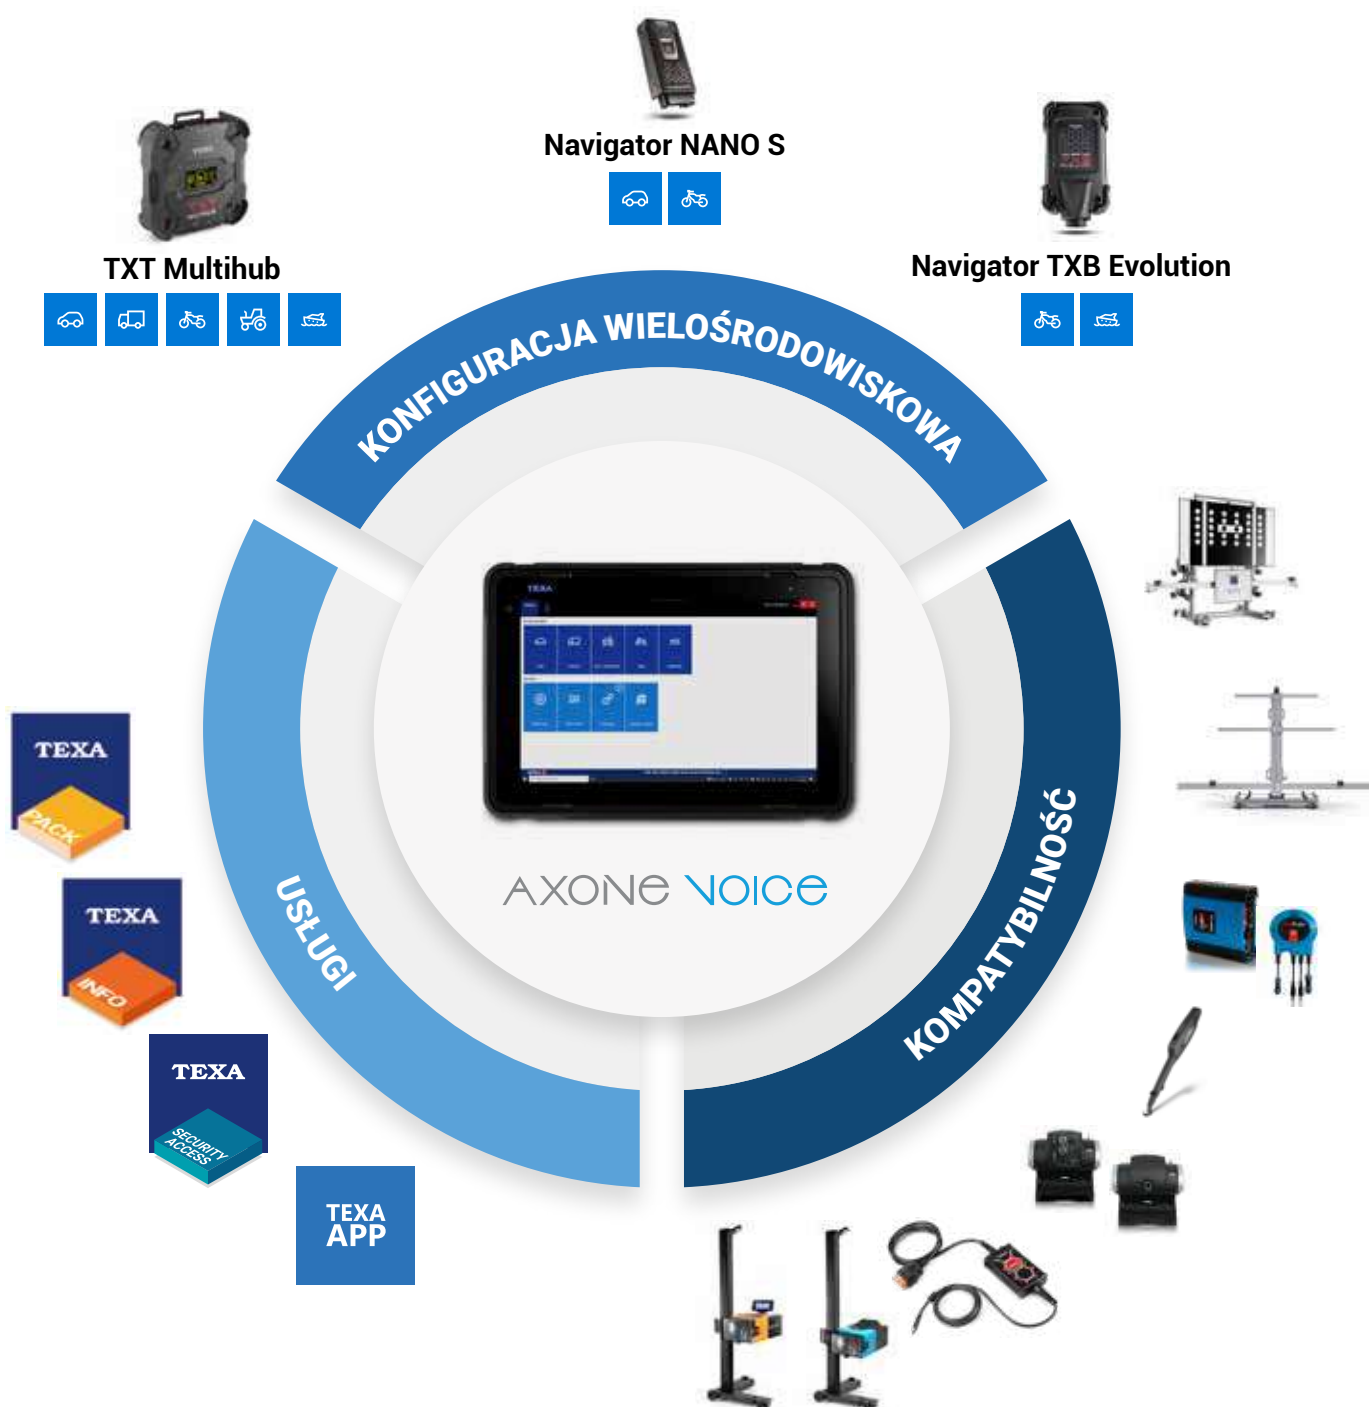 Navigator NANO S
TXT Multihub
Navigator TXB Evolution
KONFIGURACJA WIELOŚRODOWISKOWA
TEXA
AXONE VOICE
KOMPATYBILNOŚĆ
USŁUGI
TEXA
PACK
TEXA
INFO
TEXA
SECURITY
ACCESS
TEXA
APP